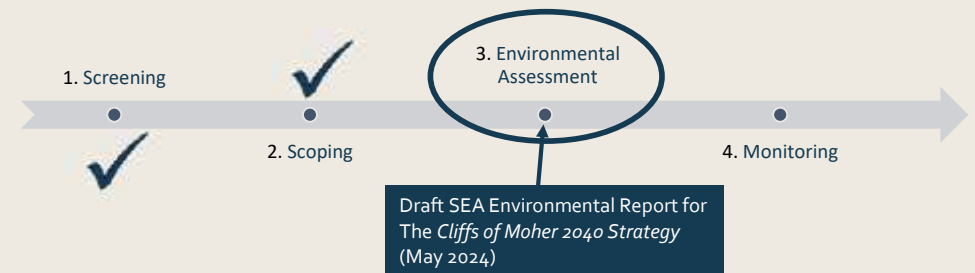 1. Screening
2. Scoping
3. Environmental
Assessment
4. Monitoring
Draft SEA Environmental Report for
The Cliffs of Moher 2040 Strategy
(May 2024)